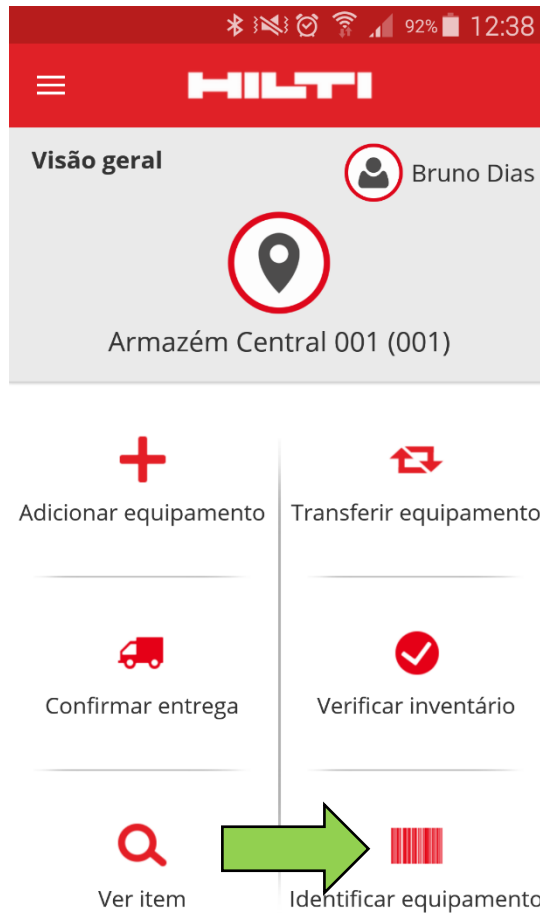 92% 12:38
HILTI
Visão geral
Bruno Dias
Armazém Central 001 (001)
Adicionar equipamento
Transferir equipamento
Confirmar entrega
Verificar inventário
Ver item
Identificar equipamento